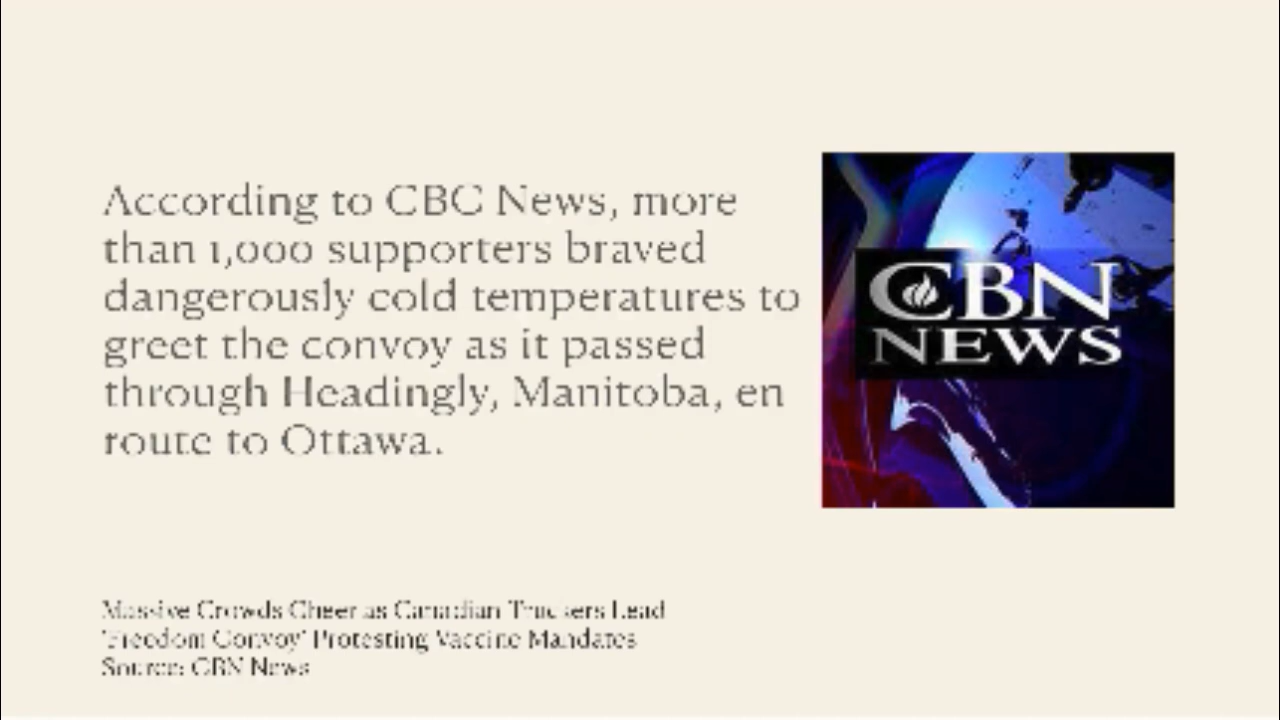 According to CBC News, more
than 1,000 supporters braved
dangerously cold temperatures to
greet the convoy as it passed
through Headingly, Manitoba, en
route to Ottawa.
CBN
NEWS
Massive Crowds Cheer as Canadian Truckers Lead
'Freedom Convoy' Protesting Vaccine Mandates
Source: CBN News